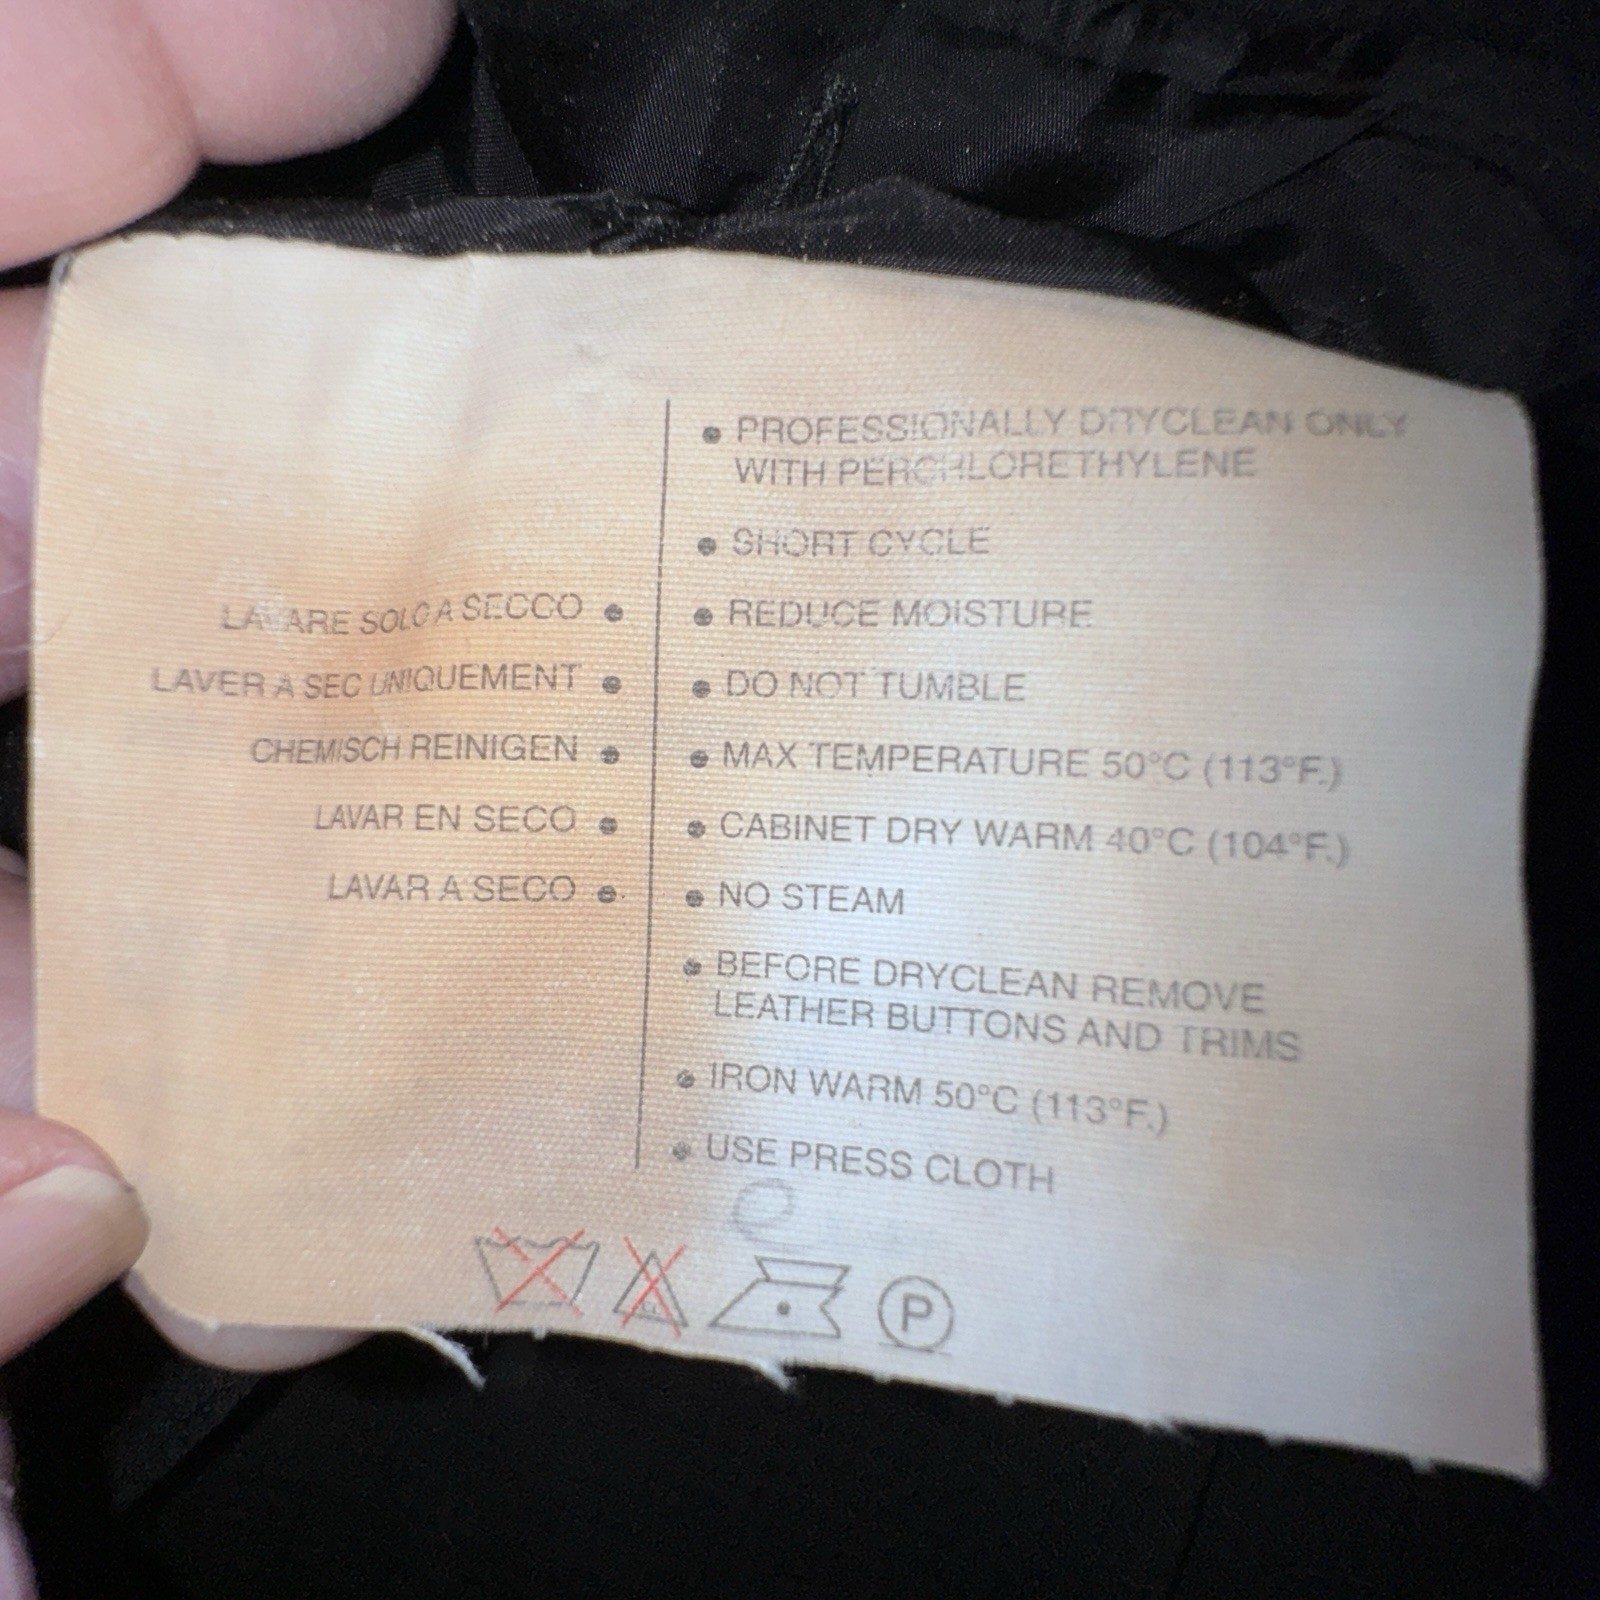 LAVARE SOLO A SECCO •
LAVER A SEC UNIQUEMENT •
CHEMISCH REINIGEN •
LAVAR EN SECO •
LAVAR A SECO •
• PROFESSIONALLY DRYCLEAN ONLY
WITH PERCHLORETHYLENE
• SHORT CYCLE
• REDUCE MOISTURE
• DO NOT TUMBLE
• MAX TEMPERATURE 50°C (113°F.)
• CABINET DRY WARM 40°C (104°F.)
• NO STEAM
• BEFORE DRYCLEAN REMOVE
LEATHER BUTTONS AND TRIMS
• IRON WARM 50°C (113°F.)
• USE PRESS CLOTH
P